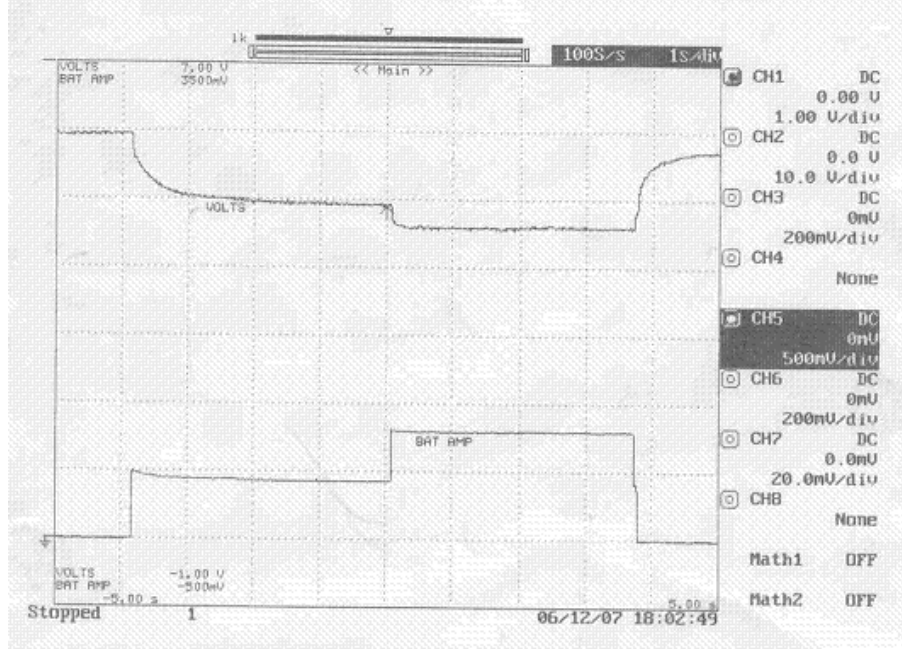 1k
100S/s 1s/div
VOLTS 7.00 V
BAT AMP 3500mV
<< Main >>
CH1 DC
0.00 V
1.00 V/div
CH2 DC
0.0 V
10.0 V/div
CH3 DC
0mV
200mV/div
CH4
None
CH5 DC
0mV
500mV/div
CH6 DC
0mV
200mV/div
CH7 DC
0.0mV
20.0mV/div
CH8
None
Math1 OFF
Math2 OFF
VOLTS
BAT AMP
VOLTS -1.00 V
BAT AMP -500mV
-5.00 s 5.00 s
Stopped 1 06/12/07 18:02:49